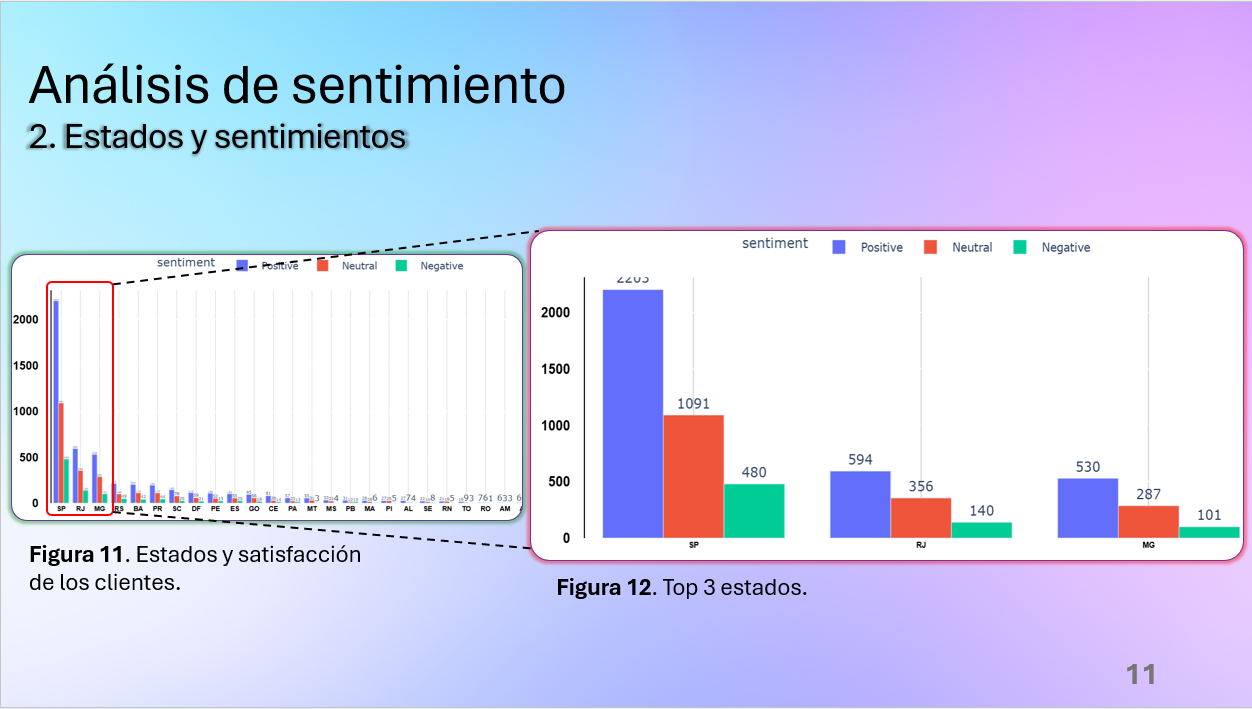 Análisis de sentimiento
2. Estados y sentimientos
sentiment Positive Neutral Negative
2000
1500
1000
500
0
SP RJ MG RS BA PR SC DF PE ES GO CE PA MT MS PB MA PI AL SE RN TO RO AM
Figura 11. Estados y satisfacción
de los clientes.
sentiment Positive Neutral Negative
2203
2000
1500
1000
500
0
1091
480
594
356
140
530
287
101
SP RJ MG
Figura 12. Top 3 estados.
11